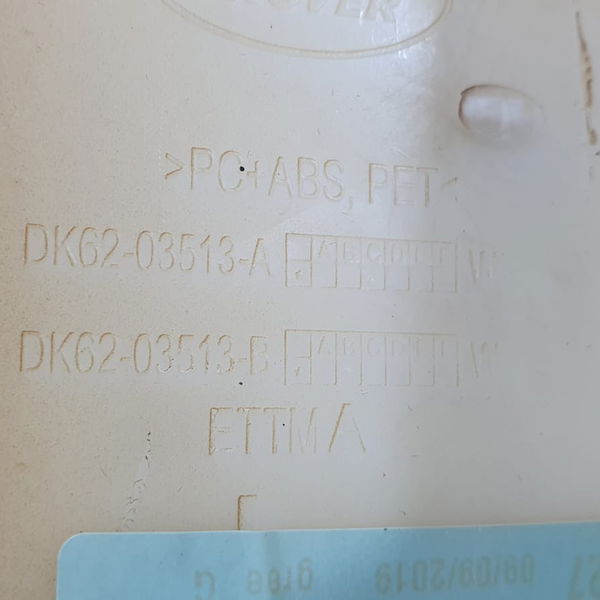 >PC+ABS, PET<
DK62-03513-A A B C D E F
DK62-03513-B A B C D E F
ETTM/A
09/09/2019